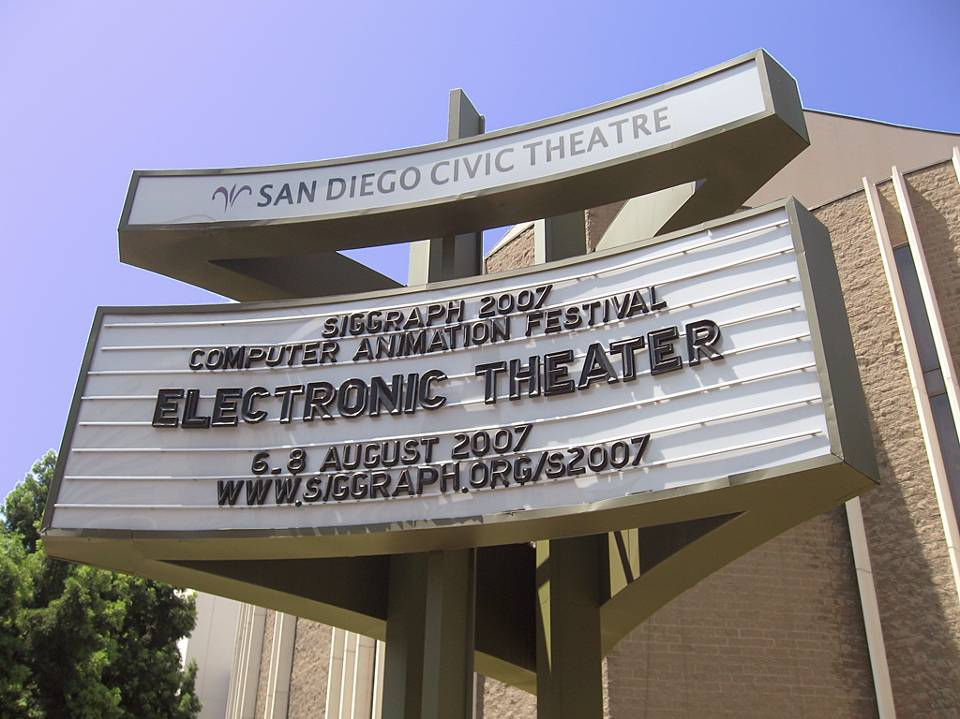 SAN DIEGO CIVIC THEATRE
SIGGRAPH 2007
COMPUTER ANIMATION FESTIVAL
ELECTRONIC THEATER
6-8 AUGUST 2007
WWW.SIGGRAPH.ORG/S2007